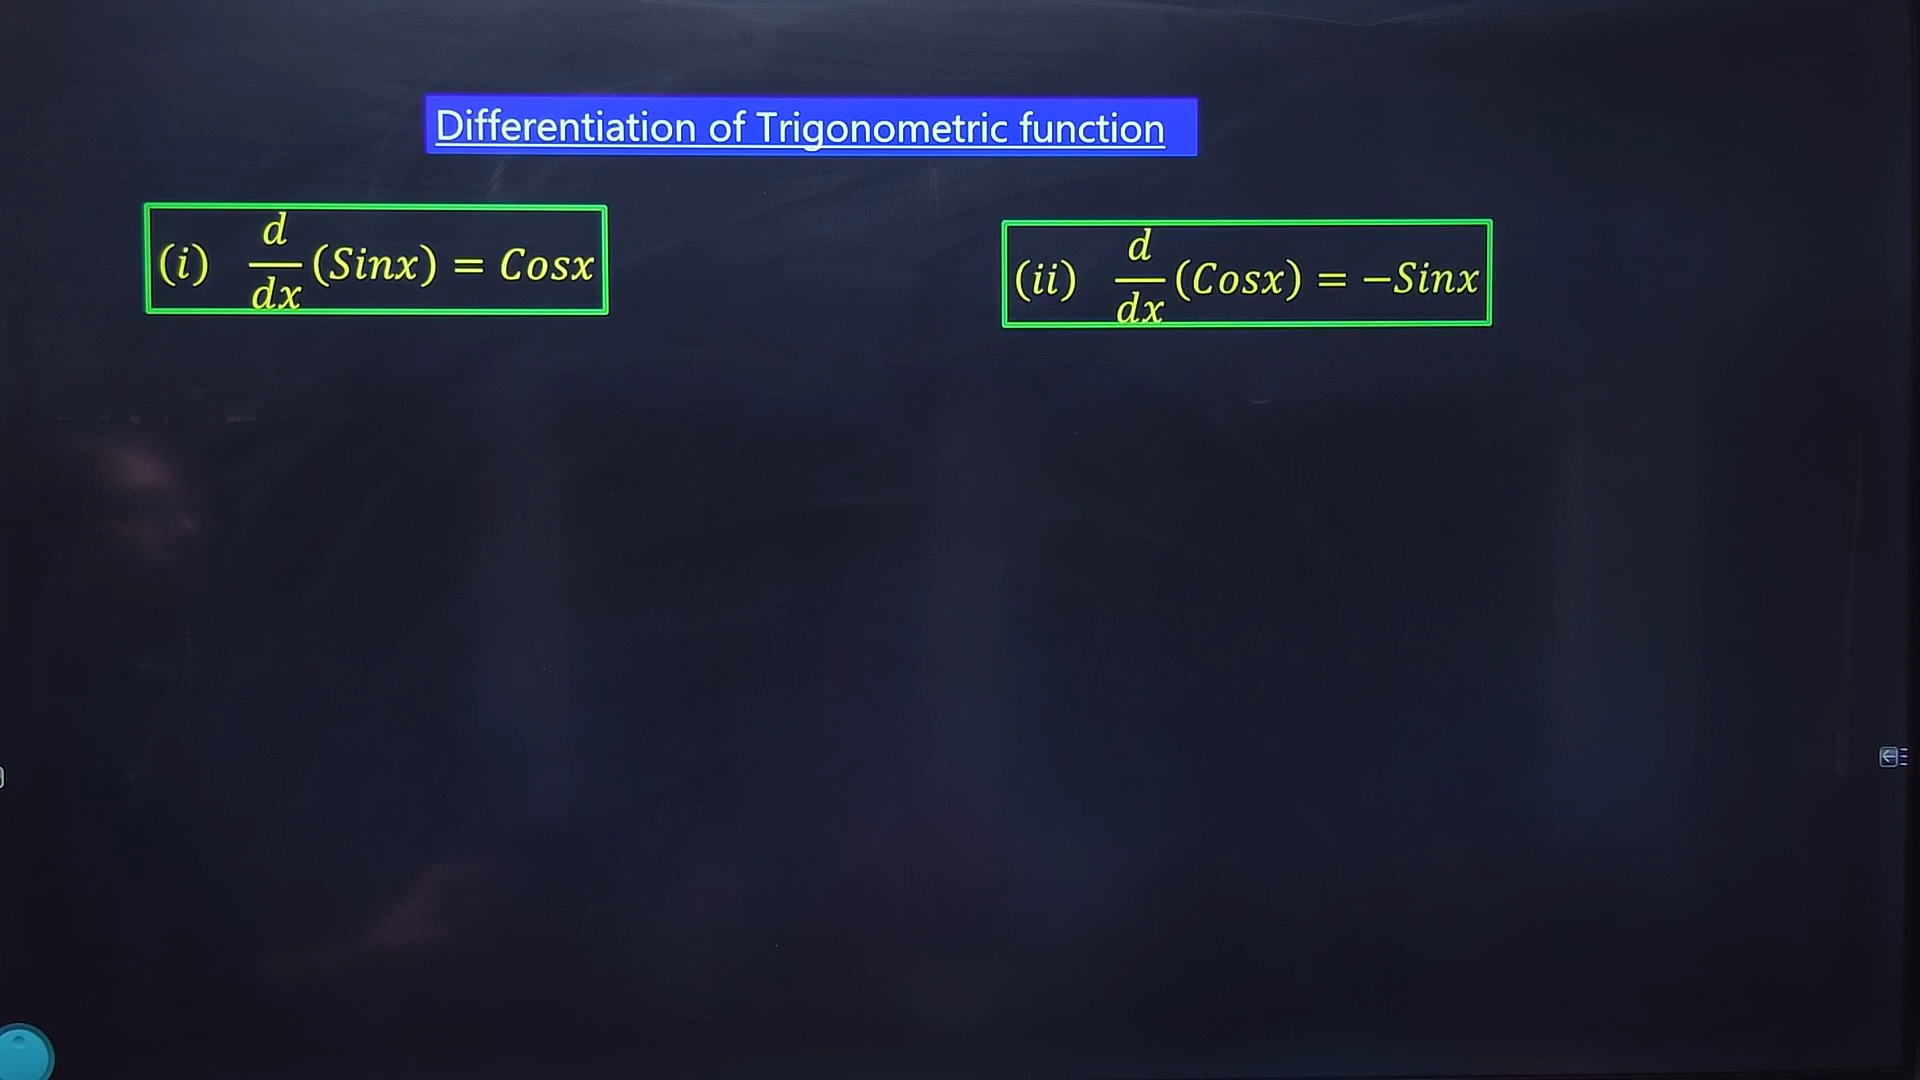 Differentiation of Trigonometric function
(i) d/dx (Sinx) = Cosx
(ii) d/dx (Cosx) = −Sinx